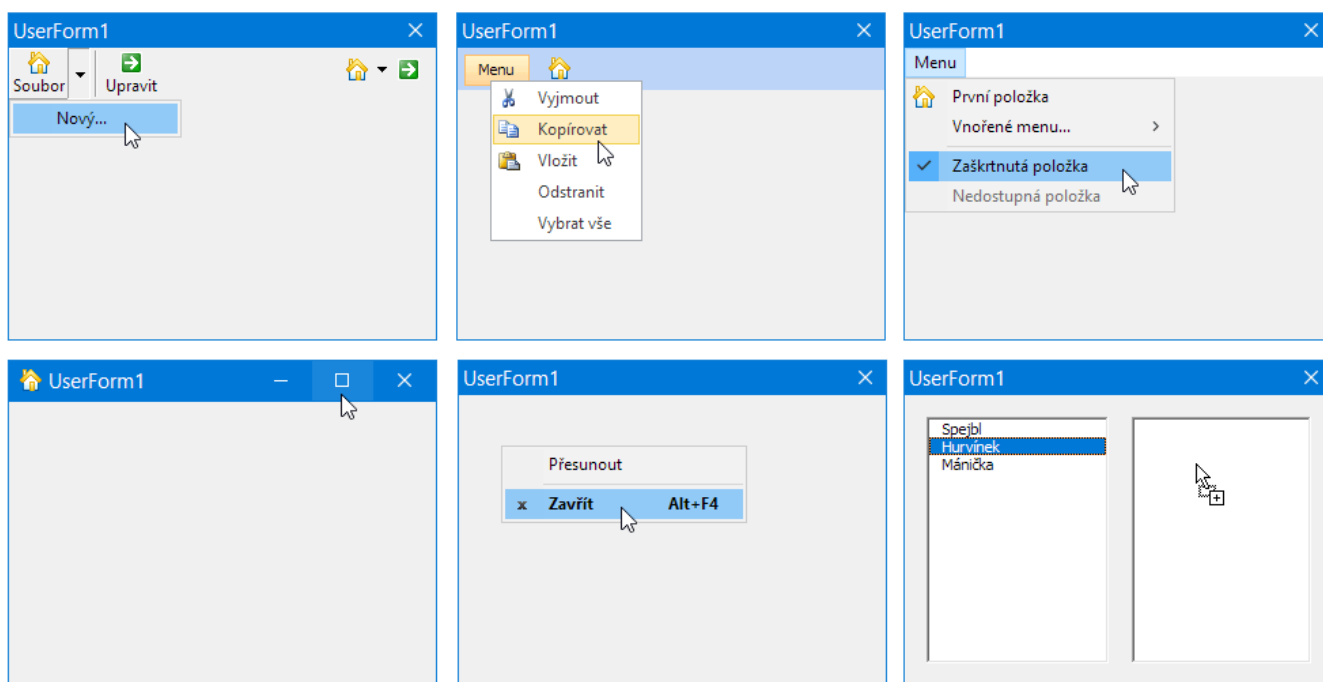 UserForm1
Soubor
Upravit
Nový...
UserForm1
Menu
Vyjmout
Kopírovat
Vložit
Odstranit
Vybrat vše
UserForm1
Menu
První položka
Vnořené menu...
Zaškrtnutá položka
Nedostupná položka
UserForm1
UserForm1
Přesunout
Zavřít Alt+F4
UserForm1
Spejbl
Hurvínek
Mánička